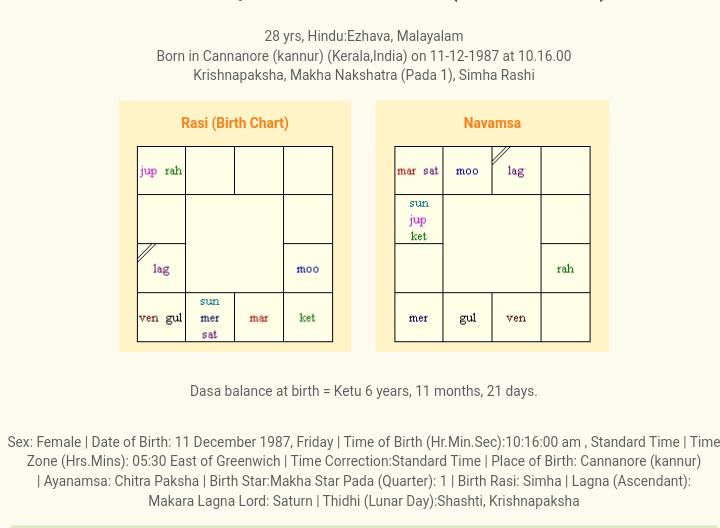 28 yrs, Hindu:Ezhava, Malayalam
Born in Cannanore (kannur) (Kerala,India) on 11-12-1987 at 10.16.00
Krishnapaksha, Makha Nakshatra (Pada 1), Simha Rashi
Rasi (Birth Chart)
jup rah
lag
moo
ven gul
sun
mer
sat
mar
ket
Navamsa
mar sat
moo
lag
sun
jup
ket
rah
mer
gul
ven
Dasa balance at birth = Ketu 6 years, 11 months, 21 days.
Sex: Female | Date of Birth: 11 December 1987, Friday | Time of Birth (Hr.Min.Sec):10:16:00 am , Standard Time | Time
Zone (Hrs.Mins): 05:30 East of Greenwich | Time Correction:Standard Time | Place of Birth: Cannanore (kannur)
| Ayanamsa: Chitra Paksha | Birth Star:Makha Star Pada (Quarter): 1 | Birth Rasi: Simha | Lagna (Ascendant):
Makara Lagna Lord: Saturn | Thidhi (Lunar Day):Shashti, Krishnapaksha